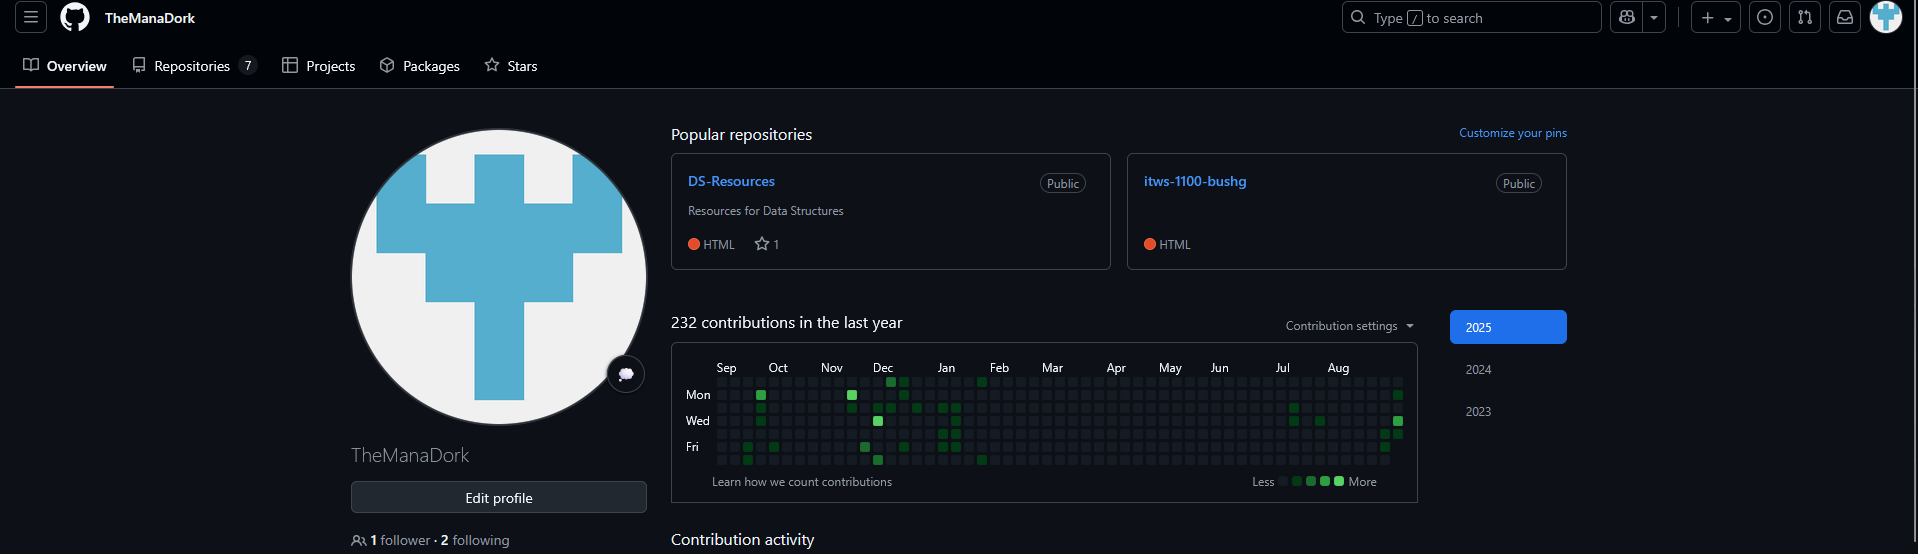 TheManaDork
Type / to search
Overview
Repositories 7
Projects
Packages
Stars
Popular repositories
Customize your pins
DS-Resources
Public
Resources for Data Structures
HTML
1
itws-1100-bushg
Public
HTML
232 contributions in the last year
Contribution settings
2025
2024
2023
Sep Oct Nov Dec Jan Feb Mar Apr May Jun Jul Aug
Mon
Wed
Fri
Learn how we count contributions
Less
More
TheManaDork
Edit profile
1 follower · 2 following
Contribution activity